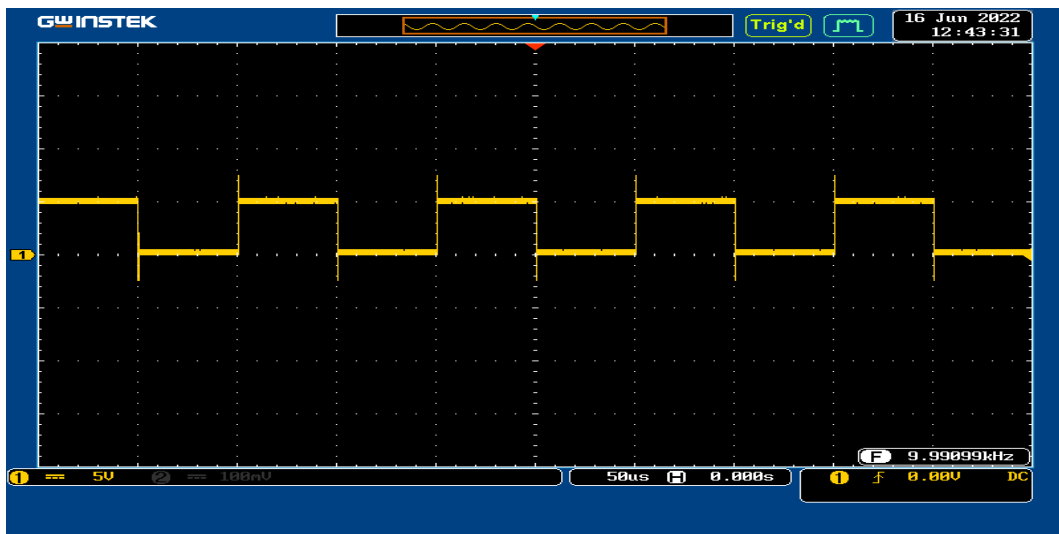 GWINSTEK
Trig'd
16 Jun 2022
12:43:31
1
F 9.99099kHz
1 5V 2 100mV
50us H 0.000s
1 0.00V DC